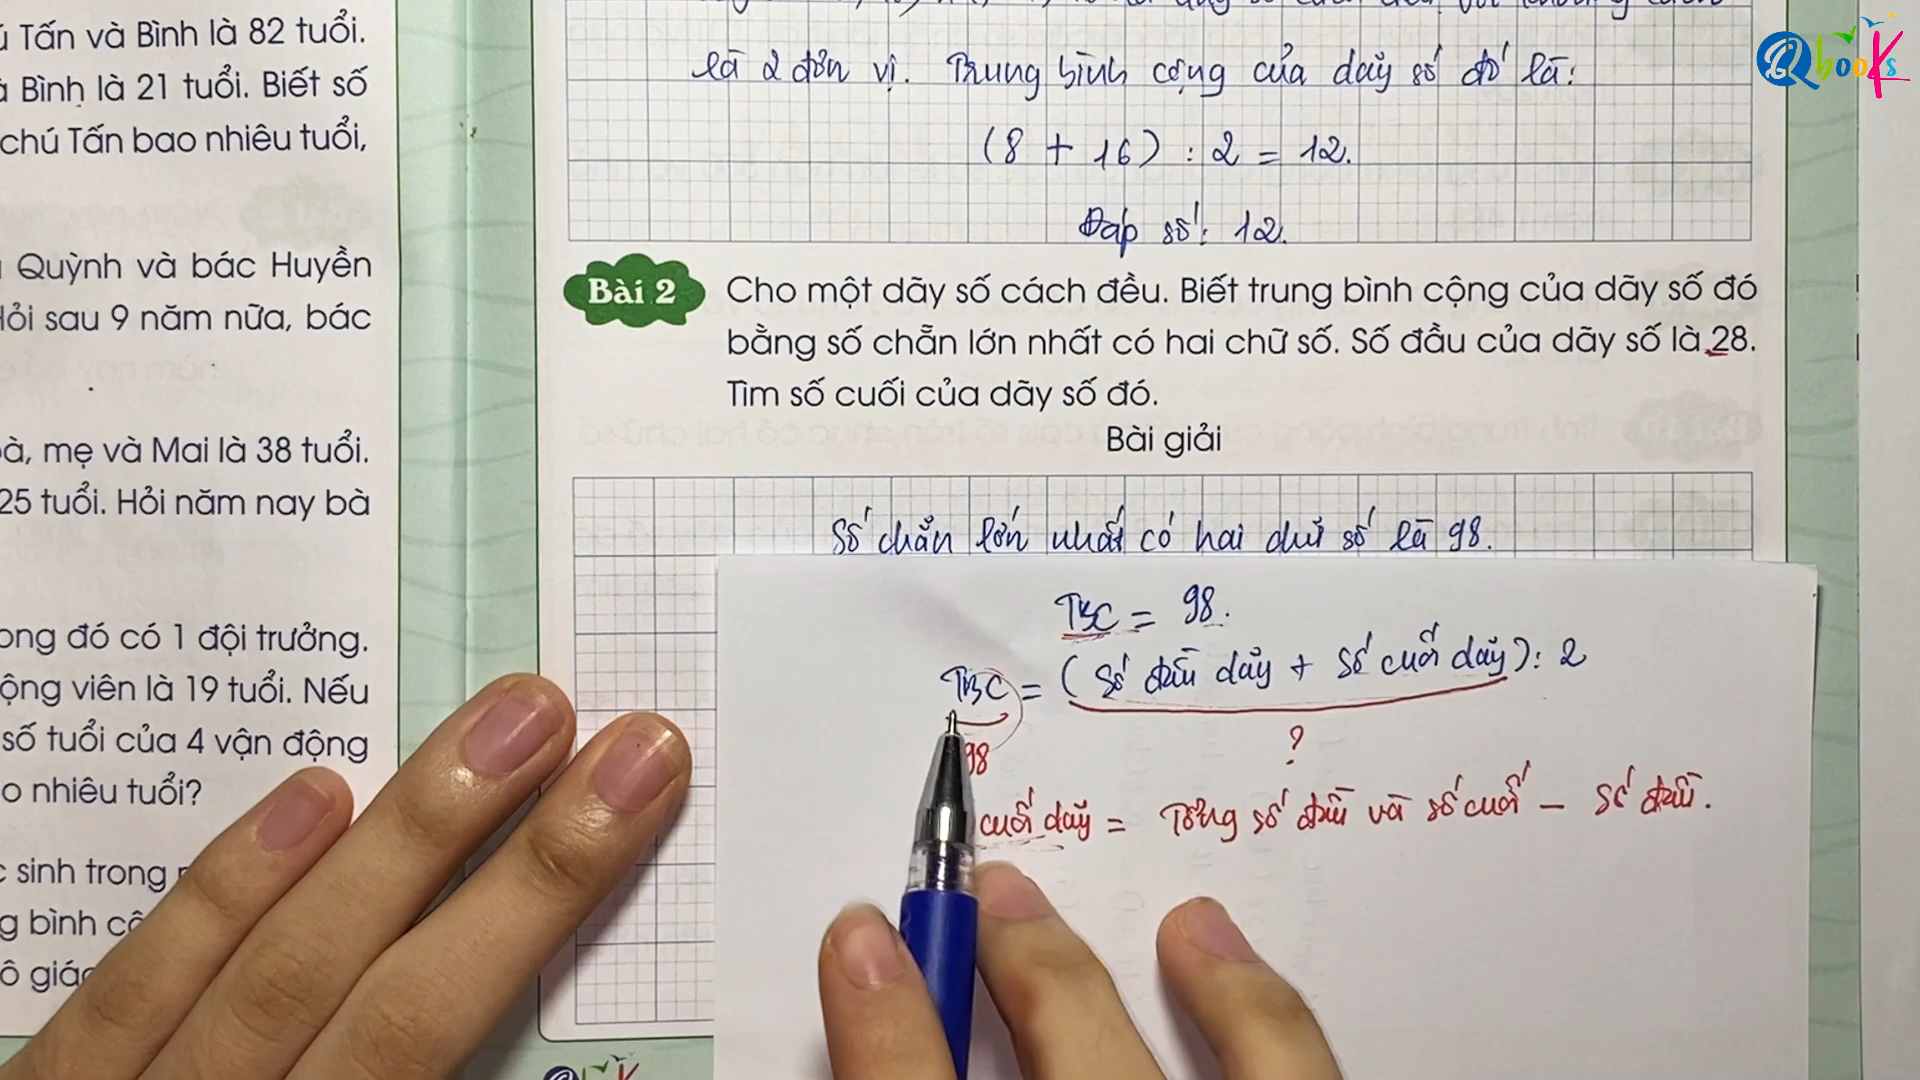 Qbooks
ú Tấn và Bình là 82 tuổi.
à Bình là 21 tuổi. Biết số
chú Tấn bao nhiêu tuổi,
Quỳnh và bác Huyền
Hỏi sau 9 năm nữa, bác
bà, mẹ và Mai là 38 tuổi.
25 tuổi. Hỏi năm nay bà
ong đó có 1 đội trưởng.
ộng viên là 19 tuổi. Nếu
số tuổi của 4 vận động
o nhiêu tuổi?
c sinh trong
g bình cộ
ô giáo
là 2 đơn vị. Trung bình cộng của dãy số đó là:
(8 + 16) : 2 = 12.
Đáp số: 12.
Bài 2 Cho một dãy số cách đều. Biết trung bình cộng của dãy số đó
bằng số chẵn lớn nhất có hai chữ số. Số đầu của dãy số là 28.
Tìm số cuối của dãy số đó.
Bài giải
Số chẵn lớn nhất có hai chữ số là 98.
TBC = 98.
TBC = (Số đầu dãy + Số cuối dãy) : 2
98 ?
cuối dãy = Tổng số đầu và số cuối – số đầu.